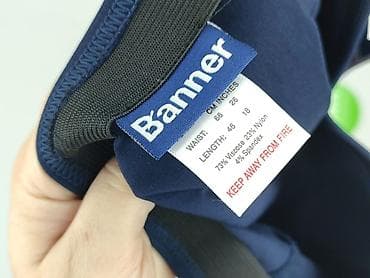 Banner
CM INCHES
WAIST: 66 26
LENGTH: 46 18
73% Viscose 23% Nylon
4% Spandex
KEEP AWAY FROM FIRE